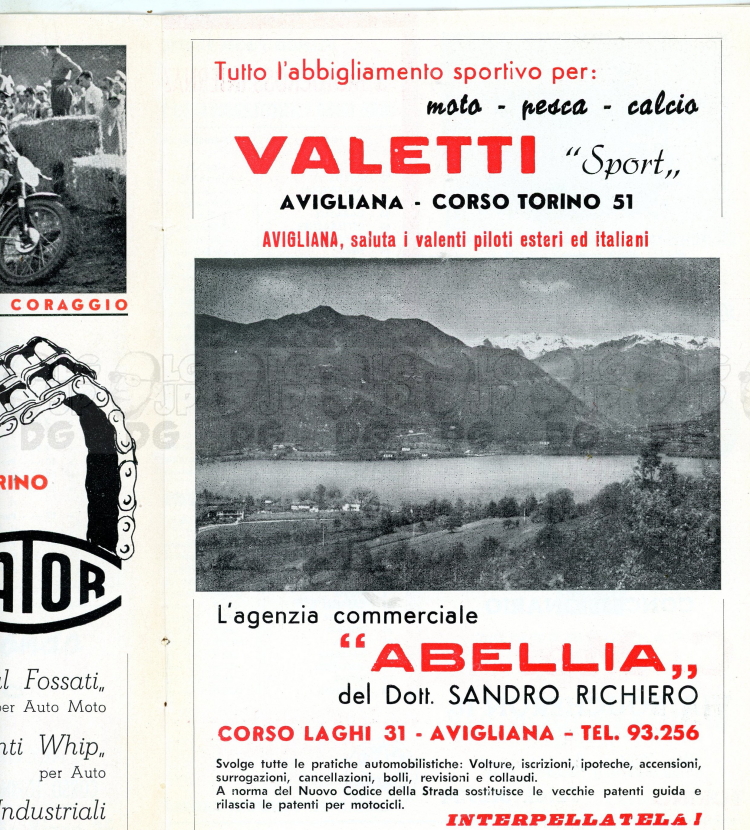 CORAGGIO
RINO
ATOR
al Fossati„
per Auto Moto
nti Whip„
per Auto
Industriali
Tutto l'abbigliamento sportivo per:
moto - pesca - calcio
VALETTI "Sport„
AVIGLIANA - CORSO TORINO 51
AVIGLIANA, saluta i valenti piloti esteri ed italiani
L'agenzia commerciale
"ABELLIA„
del Dott. SANDRO RICHIERO
CORSO LAGHI 31 - AVIGLIANA - TEL. 93.256
Svolge tutte le pratiche automobilistiche: Volture, iscrizioni, ipoteche, accensioni,
surrogazioni, cancellazioni, bolli, revisioni e collaudi.
A norma del Nuovo Codice della Strada sostituisce le vecchie patenti guida e
rilascia le patenti per motocicli.
INTERPELLATELA!